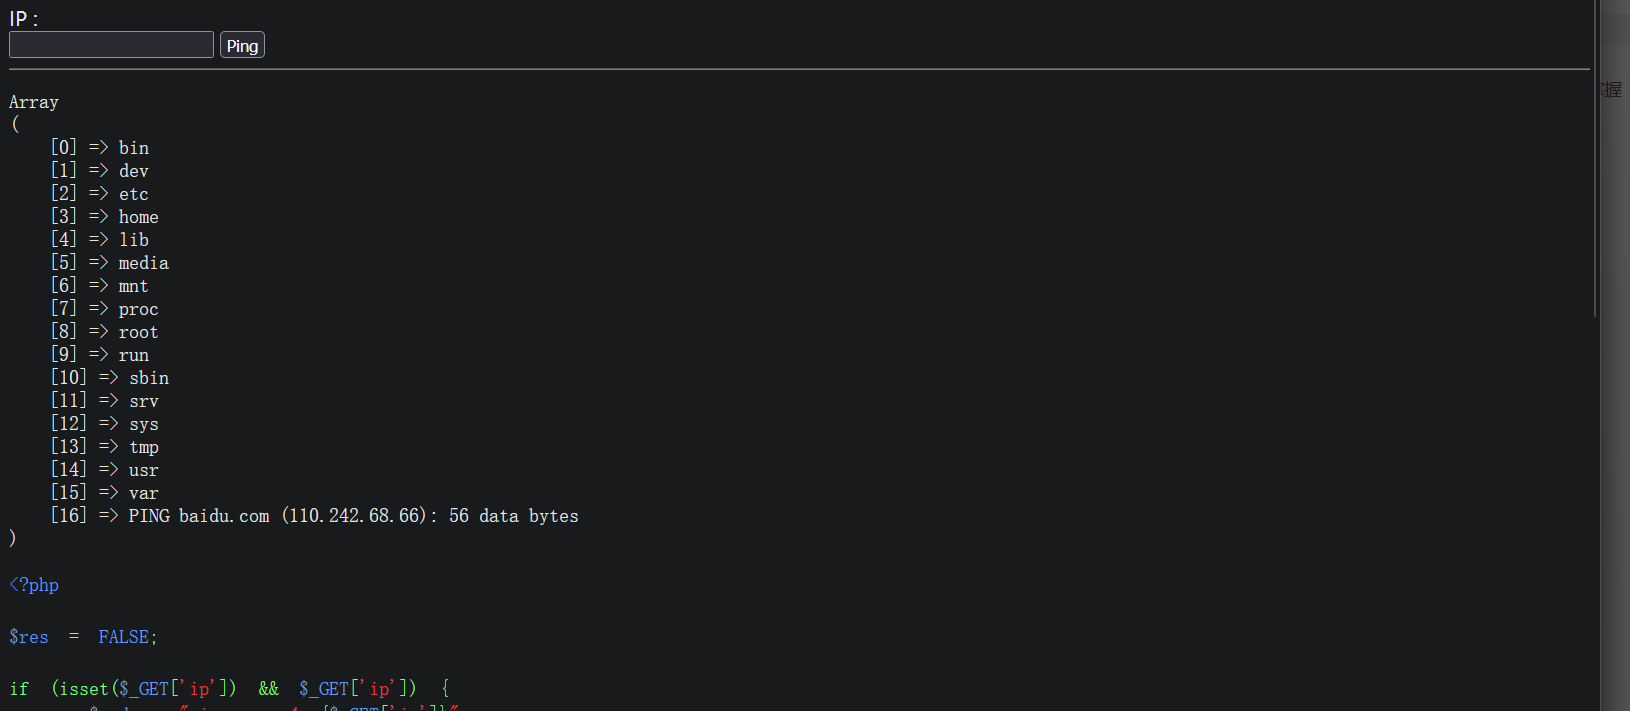 IP :
Ping
Array
(
[0] => bin
[1] => dev
[2] => etc
[3] => home
[4] => lib
[5] => media
[6] => mnt
[7] => proc
[8] => root
[9] => run
[10] => sbin
[11] => srv
[12] => sys
[13] => tmp
[14] => usr
[15] => var
[16] => PING baidu.com (110.242.68.66): 56 data bytes
)
<?php
$res = FALSE;
if (isset($_GET['ip']) && $_GET['ip']) {
握